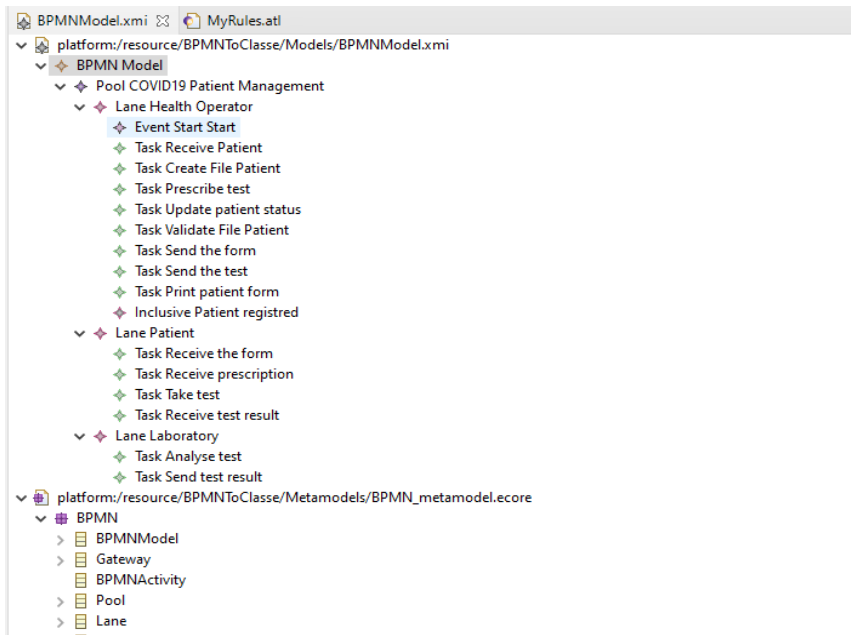 BPMNModel.xmi MyRules.atl
platform:/resource/BPMNToClasse/Models/BPMNModel.xmi
BPMN Model
Pool COVID19 Patient Management
Lane Health Operator
Event Start Start
Task Receive Patient
Task Create File Patient
Task Prescribe test
Task Update patient status
Task Validate File Patient
Task Send the form
Task Send the test
Task Print patient form
Inclusive Patient registred
Lane Patient
Task Receive the form
Task Receive prescription
Task Take test
Task Receive test result
Lane Laboratory
Task Analyse test
Task Send test result
platform:/resource/BPMNToClasse/Metamodels/BPMN_metamodel.ecore
BPMN
BPMNModel
Gateway
BPMNActivity
Pool
Lane